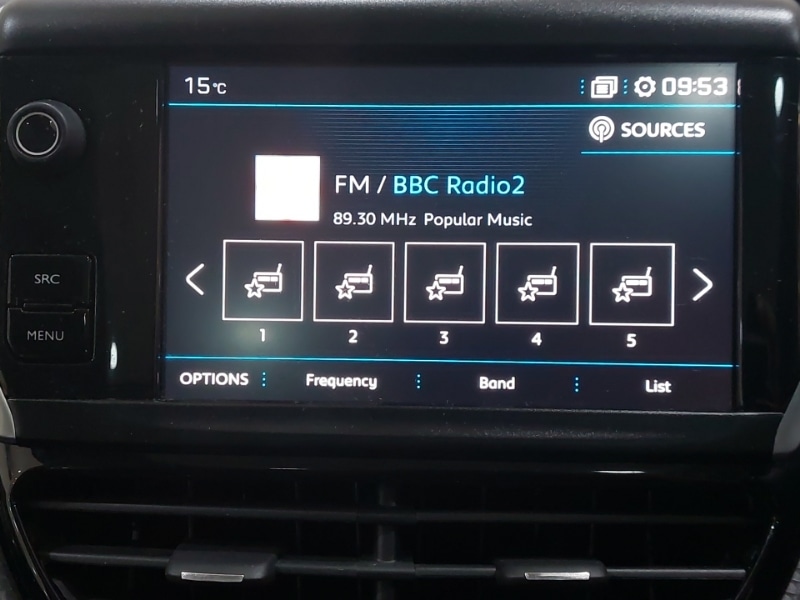 15°C 09:53
SOURCES
FM / BBC Radio2
89.30 MHz Popular Music
SRC
1 2 3 4 5
MENU
OPTIONS Frequency Band List